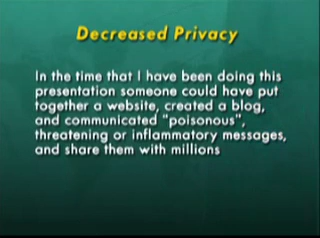 Decreased Privacy
In the time that I have been doing this
presentation someone could have put
together a website, created a blog,
and communicated "poisonous",
threatening or inflammatory messages,
and share them with millions